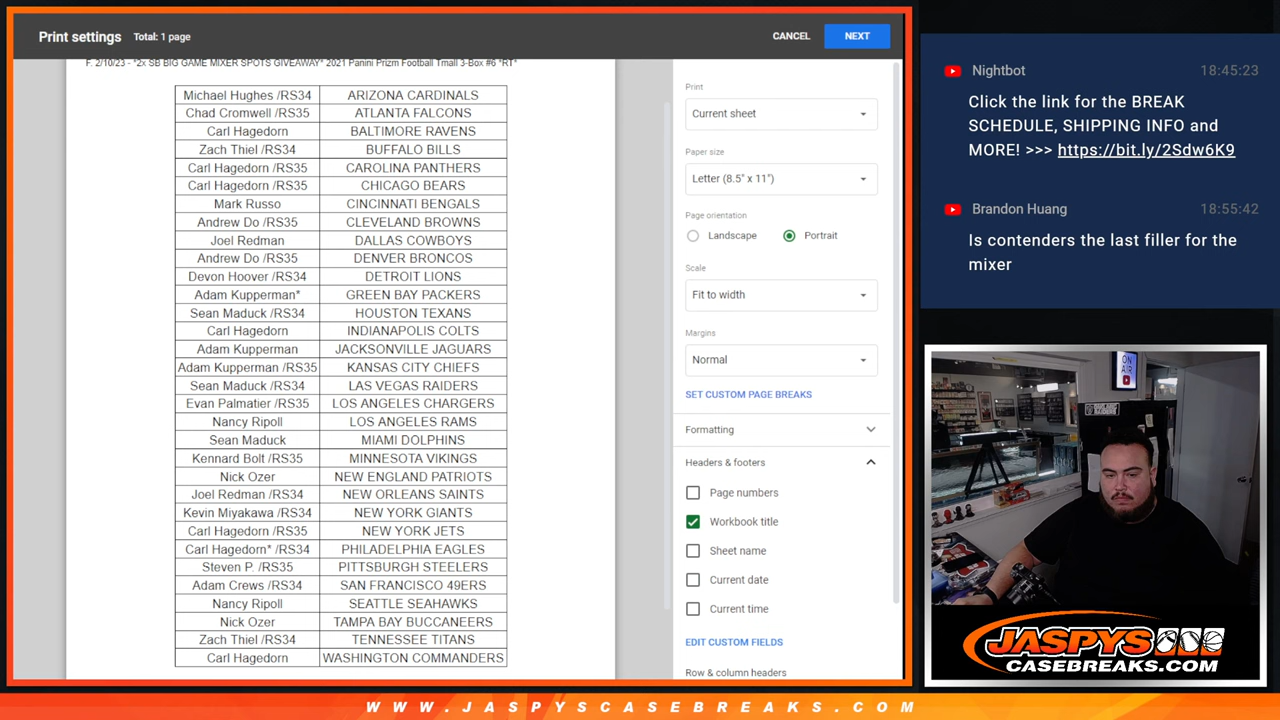 Print settings Total: 1 page CANCEL NEXT
F. 2/10/23 - *2x SB BIG GAME MIXER SPOTS GIVEAWAY* 2021 Panini Prizm Football Tmall 3-Box #6 *RT*
Michael Hughes /RS34 ARIZONA CARDINALS
Chad Cromwell /RS35 ATLANTA FALCONS
Carl Hagedorn BALTIMORE RAVENS
Zach Thiel /RS34 BUFFALO BILLS
Carl Hagedorn /RS35 CAROLINA PANTHERS
Carl Hagedorn /RS35 CHICAGO BEARS
Mark Russo CINCINNATI BENGALS
Andrew Do /RS35 CLEVELAND BROWNS
Joel Redman DALLAS COWBOYS
Andrew Do /RS35 DENVER BRONCOS
Devon Hoover /RS34 DETROIT LIONS
Adam Kupperman* GREEN BAY PACKERS
Sean Maduck /RS34 HOUSTON TEXANS
Carl Hagedorn INDIANAPOLIS COLTS
Adam Kupperman JACKSONVILLE JAGUARS
Adam Kupperman /RS35 KANSAS CITY CHIEFS
Sean Maduck /RS34 LAS VEGAS RAIDERS
Evan Palmatier /RS35 LOS ANGELES CHARGERS
Nancy Ripoll LOS ANGELES RAMS
Sean Maduck MIAMI DOLPHINS
Kennard Bolt /RS35 MINNESOTA VIKINGS
Nick Ozer NEW ENGLAND PATRIOTS
Joel Redman /RS34 NEW ORLEANS SAINTS
Kevin Miyakawa /RS34 NEW YORK GIANTS
Carl Hagedorn /RS35 NEW YORK JETS
Carl Hagedorn* /RS34 PHILADELPHIA EAGLES
Steven P. /RS35 PITTSBURGH STEELERS
Adam Crews /RS34 SAN FRANCISCO 49ERS
Nancy Ripoll SEATTLE SEAHAWKS
Nick Ozer TAMPA BAY BUCCANEERS
Zach Thiel /RS34 TENNESSEE TITANS
Carl Hagedorn WASHINGTON COMMANDERS
Print
Current sheet
Paper size
Letter (8.5" x 11")
Page orientation
Landscape Portrait
Scale
Fit to width
Margins
Normal
SET CUSTOM PAGE BREAKS
Formatting
Headers & footers
Page numbers
Workbook title
Sheet name
Current date
Current time
EDIT CUSTOM FIELDS
Row & column headers
Nightbot 18:45:23
Click the link for the BREAK
SCHEDULE, SHIPPING INFO and
MORE! >>> https://bit.ly/2Sdw6K9
Brandon Huang 18:55:42
Is contenders the last filler for the
mixer
ON
AIR
JASPYS
CASEBREAKS.COM
WWW.JASPYSCASEBREAKS.COM